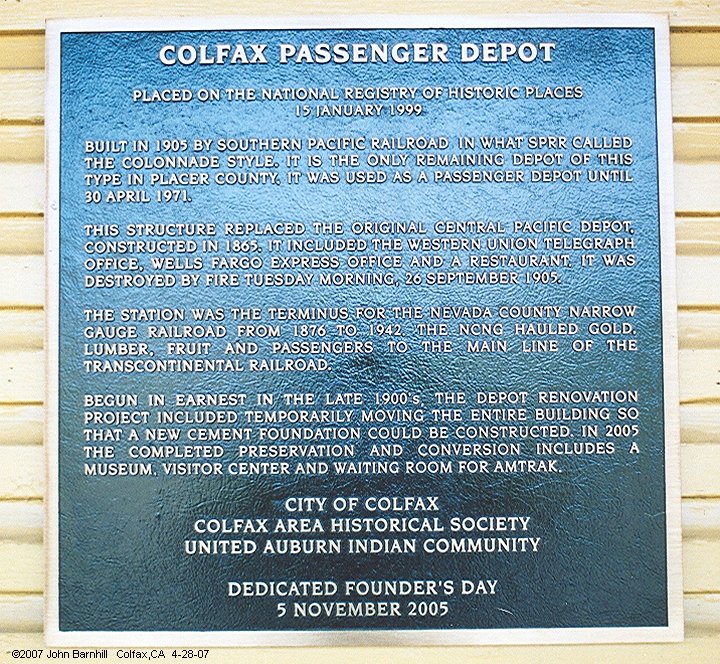 COLFAX PASSENGER DEPOT
PLACED ON THE NATIONAL REGISTRY OF HISTORIC PLACES
15 JANUARY 1999
BUILT IN 1905 BY SOUTHERN PACIFIC RAILROAD IN WHAT SPRR CALLED
THE COLONNADE STYLE. IT IS THE ONLY REMAINING DEPOT OF THIS
TYPE IN PLACER COUNTY. IT WAS USED AS A PASSENGER DEPOT UNTIL
30 APRIL 1971.
THIS STRUCTURE REPLACED THE ORIGINAL CENTRAL PACIFIC DEPOT,
CONSTRUCTED IN 1865. IT INCLUDED THE WESTERN UNION TELEGRAPH
OFFICE, WELLS FARGO EXPRESS OFFICE AND A RESTAURANT. IT WAS
DESTROYED BY FIRE TUESDAY MORNING, 26 SEPTEMBER 1905.
THE STATION WAS THE TERMINUS FOR THE NEVADA COUNTY NARROW
GAUGE RAILROAD FROM 1876 TO 1942. THE NCNG HAULED GOLD,
LUMBER, FRUIT AND PASSENGERS TO THE MAIN LINE OF THE
TRANSCONTINENTAL RAILROAD.
BEGUN IN EARNEST IN THE LATE 1900's, THE DEPOT RENOVATION
PROJECT INCLUDED TEMPORARILY MOVING THE ENTIRE BUILDING SO
THAT A NEW CEMENT FOUNDATION COULD BE CONSTRUCTED. IN 2005
THE COMPLETED PRESERVATION AND CONVERSION INCLUDES A
MUSEUM, VISITOR CENTER AND WAITING ROOM FOR AMTRAK.
CITY OF COLFAX
COLFAX AREA HISTORICAL SOCIETY
UNITED AUBURN INDIAN COMMUNITY
DEDICATED FOUNDER'S DAY
5 NOVEMBER 2005
©2007 John Barnhill Colfax,CA 4-28-07